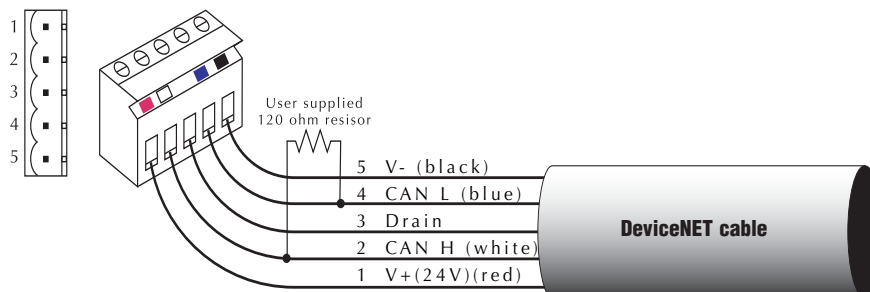 1
2
3
4
5
User supplied
120 ohm resisor
5 V- (black)
4 CAN L (blue)
3 Drain
2 CAN H (white)
1 V+(24V)(red)
DeviceNET cable